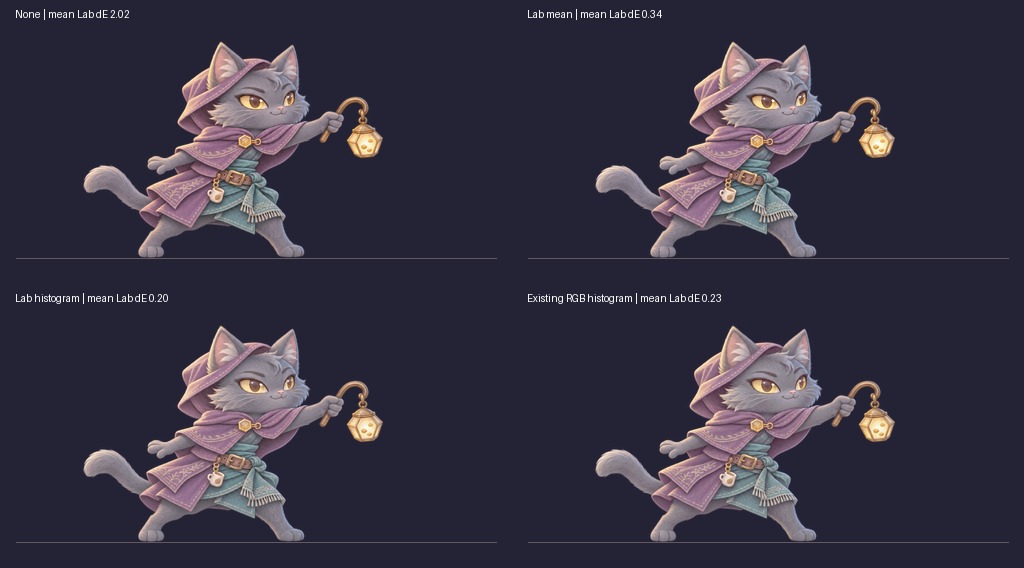 None | mean Lab dE 2.02
Lab mean | mean Lab dE 0.34
Lab histogram | mean Lab dE 0.20
Existing RGB histogram | mean Lab dE 0.23